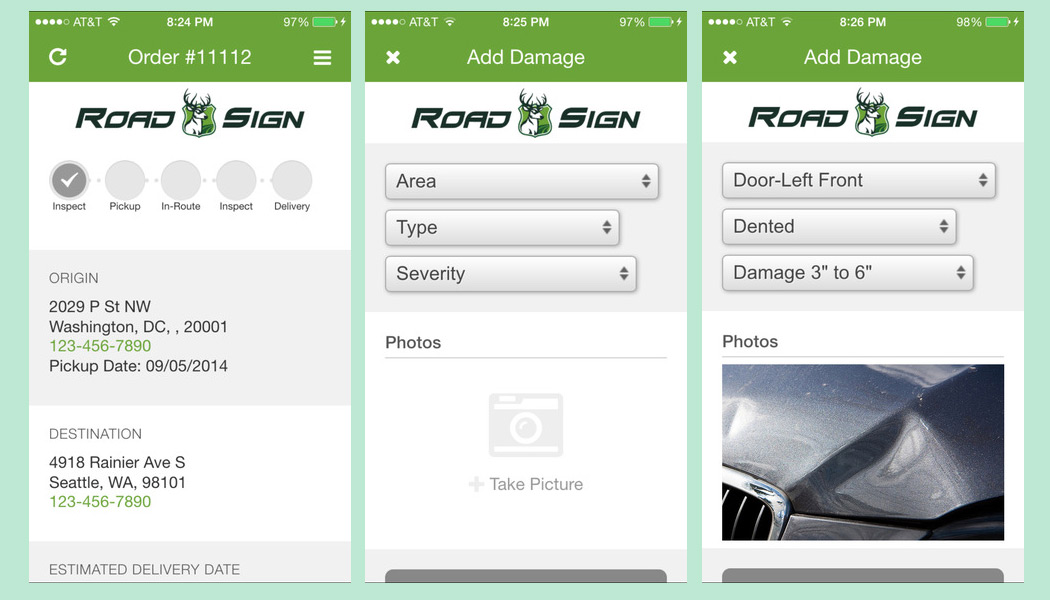 AT&T 8:24 PM 97%
Order #11112
ROAD SIGN
Inspect Pickup In-Route Inspect Delivery
ORIGIN
2029 P St NW
Washington, DC, , 20001
123-456-7890
Pickup Date: 09/05/2014
DESTINATION
4918 Rainier Ave S
Seattle, WA, 98101
123-456-7890
ESTIMATED DELIVERY DATE
AT&T 8:25 PM 97%
Add Damage
ROAD SIGN
Area
Type
Severity
Photos
Take Picture
AT&T 8:26 PM 98%
Add Damage
ROAD SIGN
Door-Left Front
Dented
Damage 3" to 6"
Photos